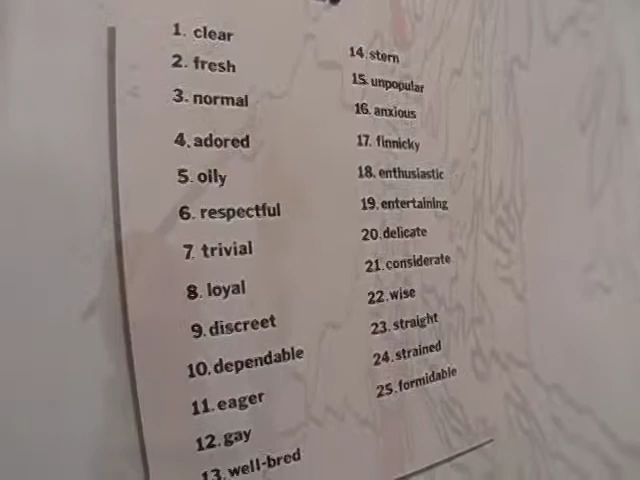 1. clear
2. fresh
3. normal
4. adored
5. oily
6. respectful
7. trivial
8. loyal
9. discreet
10. dependable
11. eager
12. gay
13. well-bred
14. stern
15. unpopular
16. anxious
17. finnicky
18. enthusiastic
19. entertaining
20. delicate
21. considerate
22. wise
23. straight
24. strained
25. formidable